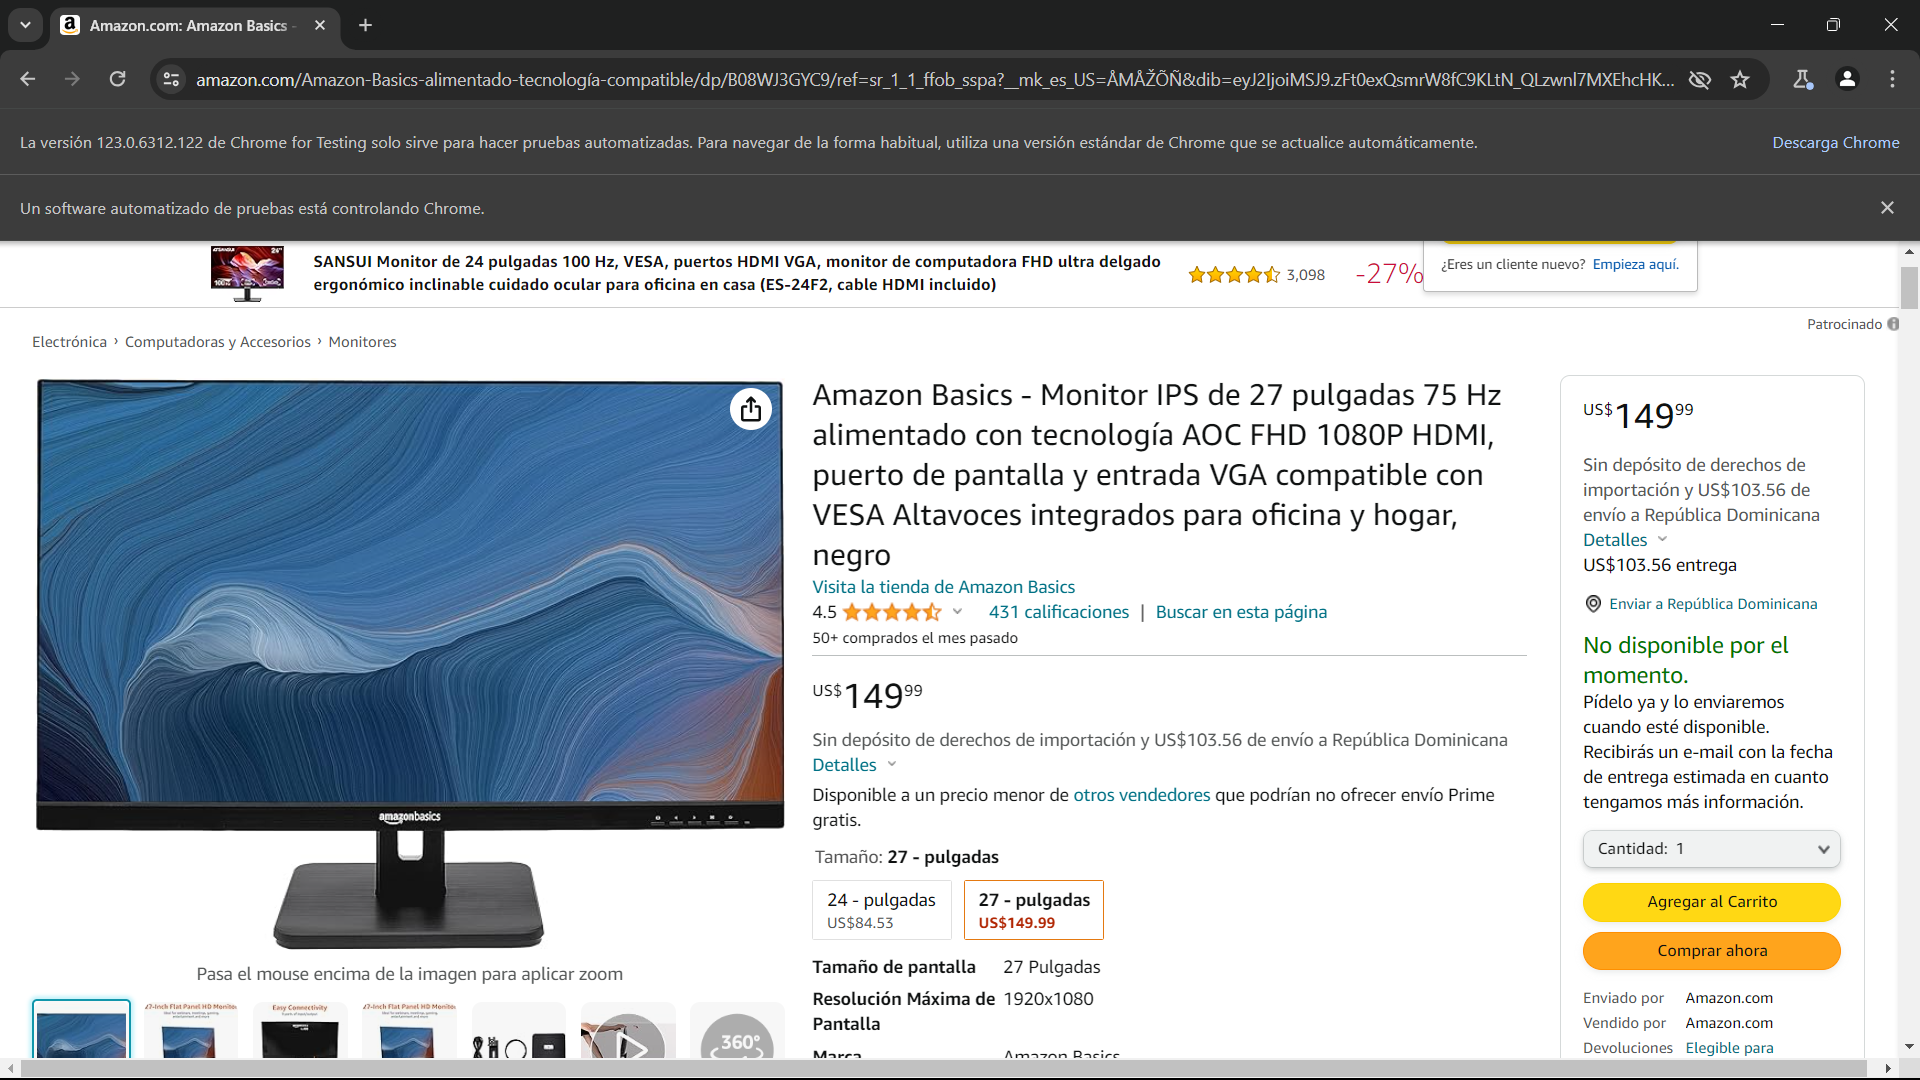 Amazon.com: Amazon Basics -
amazon.com/Amazon-Basics-alimentado-tecnología-compatible/dp/B08WJ3GYC9/ref=sr_1_1_ffob_sspa?__mk_es_US=ÅMÅŽÕÑ&dib=eyJ2IjoiMSJ9.zFt0exQsmrW8fC9KLtN_QLzwnl7MXEhcHK...
La versión 123.0.6312.122 de Chrome for Testing solo sirve para hacer pruebas automatizadas. Para navegar de la forma habitual, utiliza una versión estándar de Chrome que se actualice automáticamente.
Descarga Chrome
Un software automatizado de pruebas está controlando Chrome.
SANSUI Monitor de 24 pulgadas 100 Hz, VESA, puertos HDMI VGA, monitor de computadora FHD ultra delgado
ergonómico inclinable cuidado ocular para oficina en casa (ES-24F2, cable HDMI incluido)
3,098
-27%
¿Eres un cliente nuevo? Empieza aquí.
Patrocinado
Electrónica › Computadoras y Accesorios › Monitores
amazonbasics
Pasa el mouse encima de la imagen para aplicar zoom
27-Inch Flat Panel HD Monitor
Easy Connectivity
27-Inch Flat Panel HD Monitor
360°
Amazon Basics - Monitor IPS de 27 pulgadas 75 Hz
alimentado con tecnología AOC FHD 1080P HDMI,
puerto de pantalla y entrada VGA compatible con
VESA Altavoces integrados para oficina y hogar,
negro
Visita la tienda de Amazon Basics
4.5 431 calificaciones | Buscar en esta página
50+ comprados el mes pasado
US$149.99
Sin depósito de derechos de importación y US$103.56 de envío a República Dominicana
Detalles
Disponible a un precio menor de otros vendedores que podrían no ofrecer envío Prime
gratis.
Tamaño: 27 - pulgadas
24 - pulgadas
US$84.53
27 - pulgadas
US$149.99
Tamaño de pantalla 27 Pulgadas
Resolución Máxima de 1920x1080
Pantalla
Marca Amazon Basics
US$149.99
Sin depósito de derechos de
importación y US$103.56 de
envío a República Dominicana
Detalles
US$103.56 entrega
Enviar a República Dominicana
No disponible por el
momento.
Pídelo ya y lo enviaremos
cuando esté disponible.
Recibirás un e-mail con la fecha
de entrega estimada en cuanto
tengamos más información.
Cantidad: 1
Agregar al Carrito
Comprar ahora
Enviado por Amazon.com
Vendido por Amazon.com
Devoluciones Elegible para